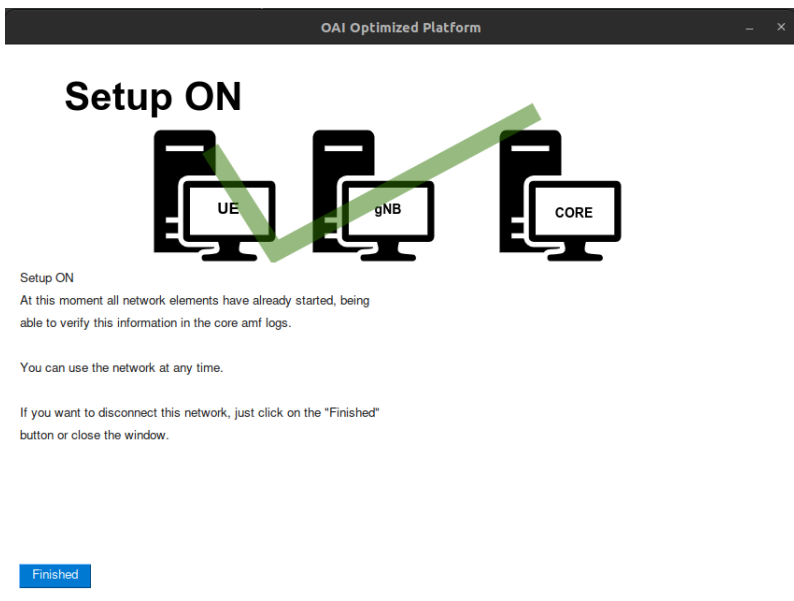 OAI Optimized Platform
Setup ON
UE
gNB
CORE
Setup ON
At this moment all network elements have already started, being
able to verify this information in the core amf logs.
You can use the network at any time.
If you want to disconnect this network, just click on the "Finished"
button or close the window.
Finished